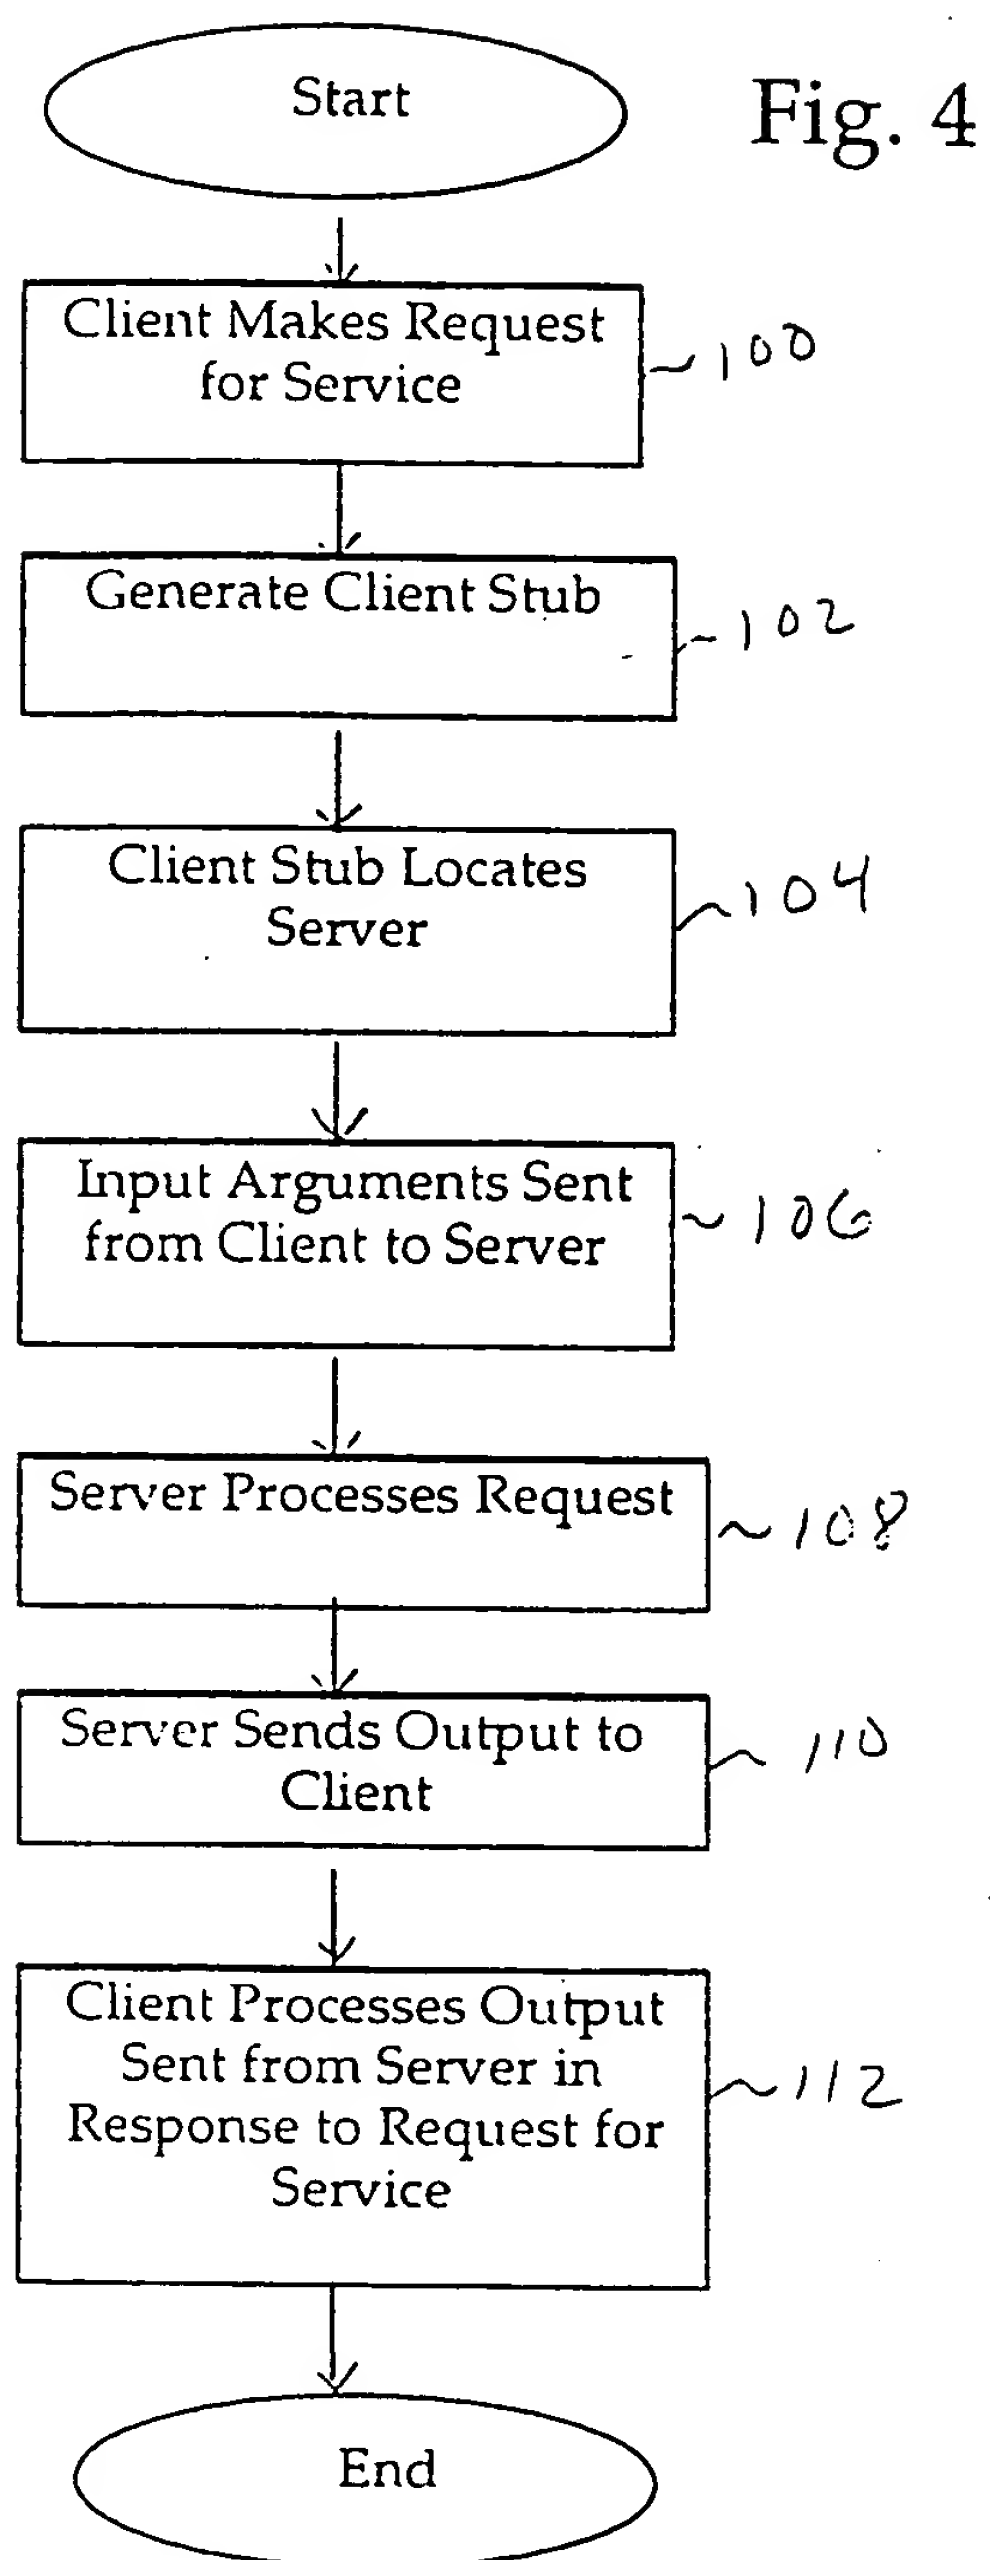 Start
Fig. 4
Client Makes Request
for Service
100
Generate Client Stub
102
Client Stub Locates
Server
104
Input Arguments Sent
from Client to Server
106
Server Processes Request
108
Server Sends Output to
Client
110
Client Processes Output
Sent from Server in
Response to Request for
Service
112
End